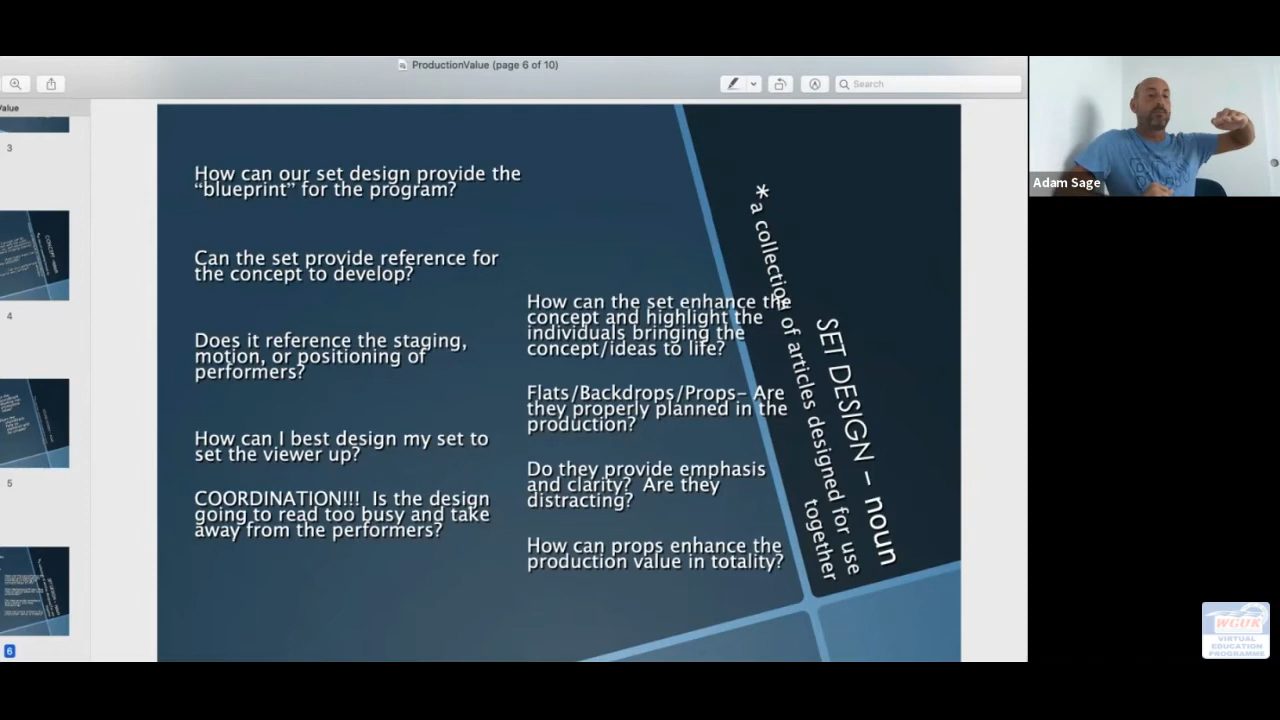 ProductionValue (page 6 of 10)
Search
Value
3
4
5
6
How can our set design provide the
“blueprint” for the program?
Can the set provide reference for
the concept to develop?
Does it reference the staging,
motion, or positioning of
performers?
How can I best design my set to
set the viewer up?
COORDINATION!!!  Is the design
going to read too busy and take
away from the performers?
How can the set enhance the
concept and highlight the
individuals bringing the
concept/ideas to life?
Flats/Backdrops/Props- Are
they properly planned in the
production?
Do they provide emphasis
and clarity?  Are they
distracting?
How can props enhance the
production value in totality?
SET DESIGN – noun
*a collection of articles designed for use
together
Adam Sage
WGUK
VIRTUAL
EDUCATION
PROGRAMME